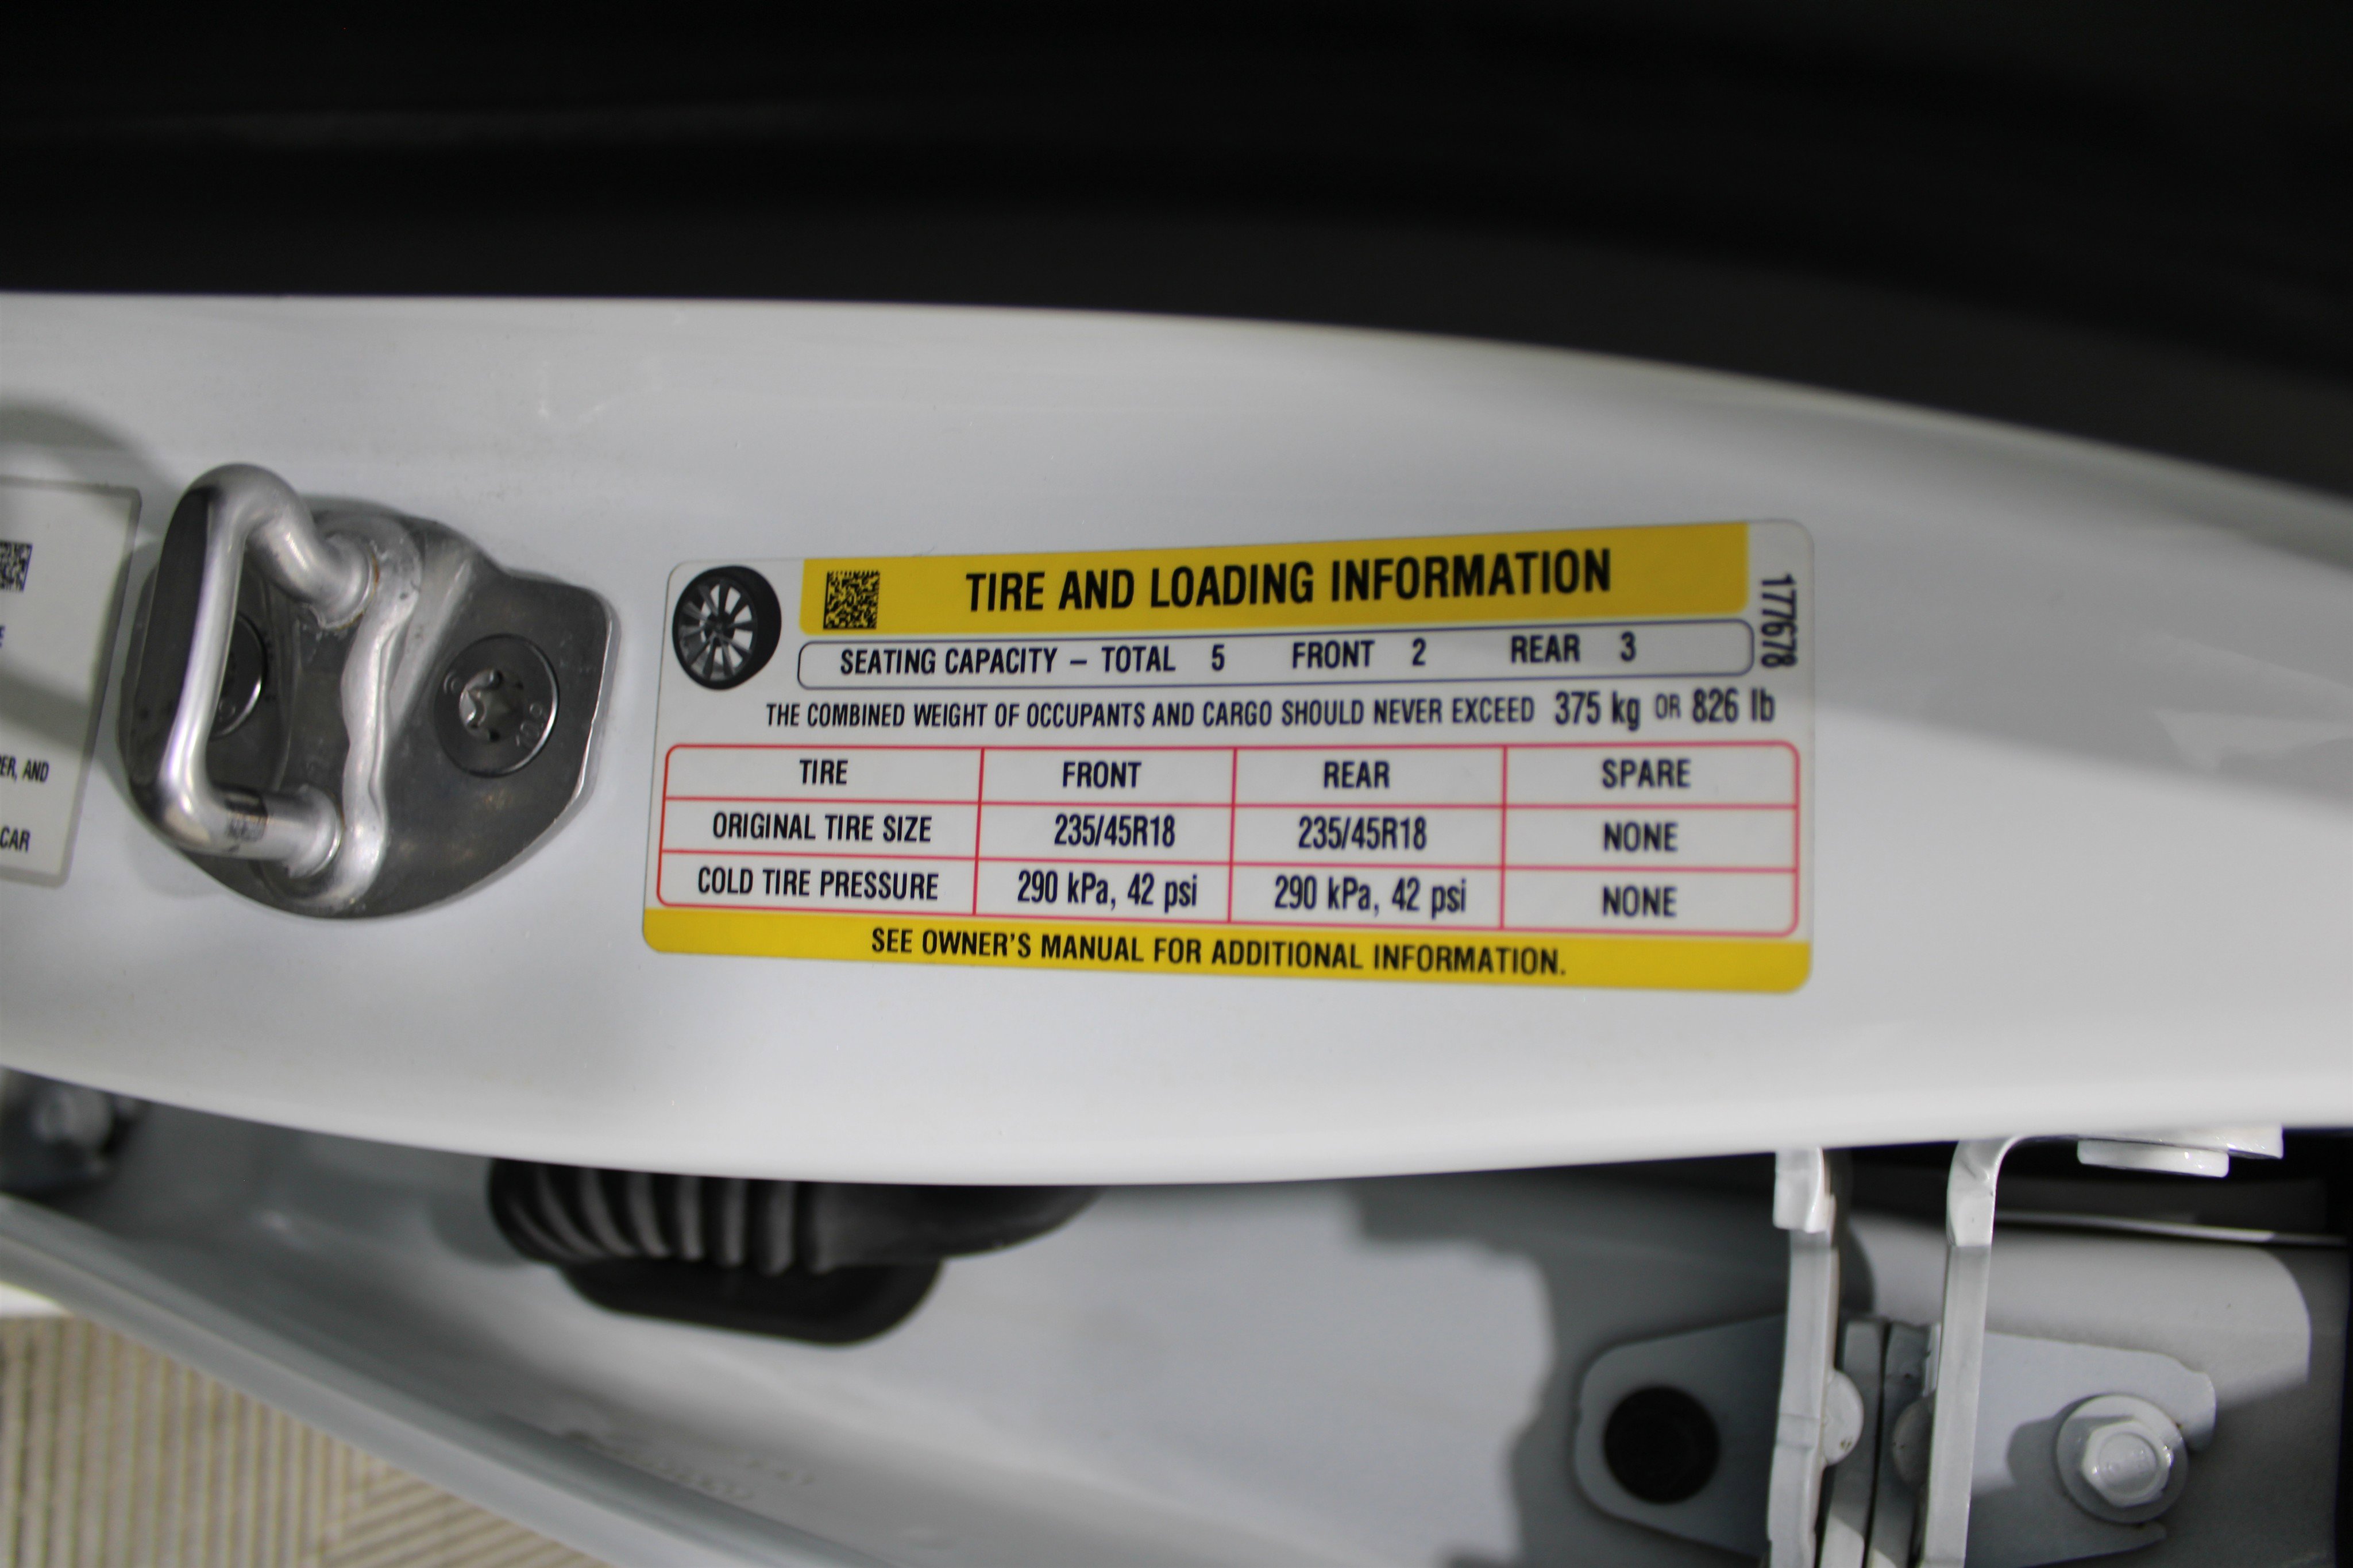 TIRE AND LOADING INFORMATION
177678
SEATING CAPACITY – TOTAL 5 FRONT 2 REAR 3
THE COMBINED WEIGHT OF OCCUPANTS AND CARGO SHOULD NEVER EXCEED 375 kg OR 826 lb
TIRE FRONT REAR SPARE
ORIGINAL TIRE SIZE 235/45R18 235/45R18 NONE
COLD TIRE PRESSURE 290 kPa, 42 psi 290 kPa, 42 psi NONE
SEE OWNER'S MANUAL FOR ADDITIONAL INFORMATION.
AND
CAR